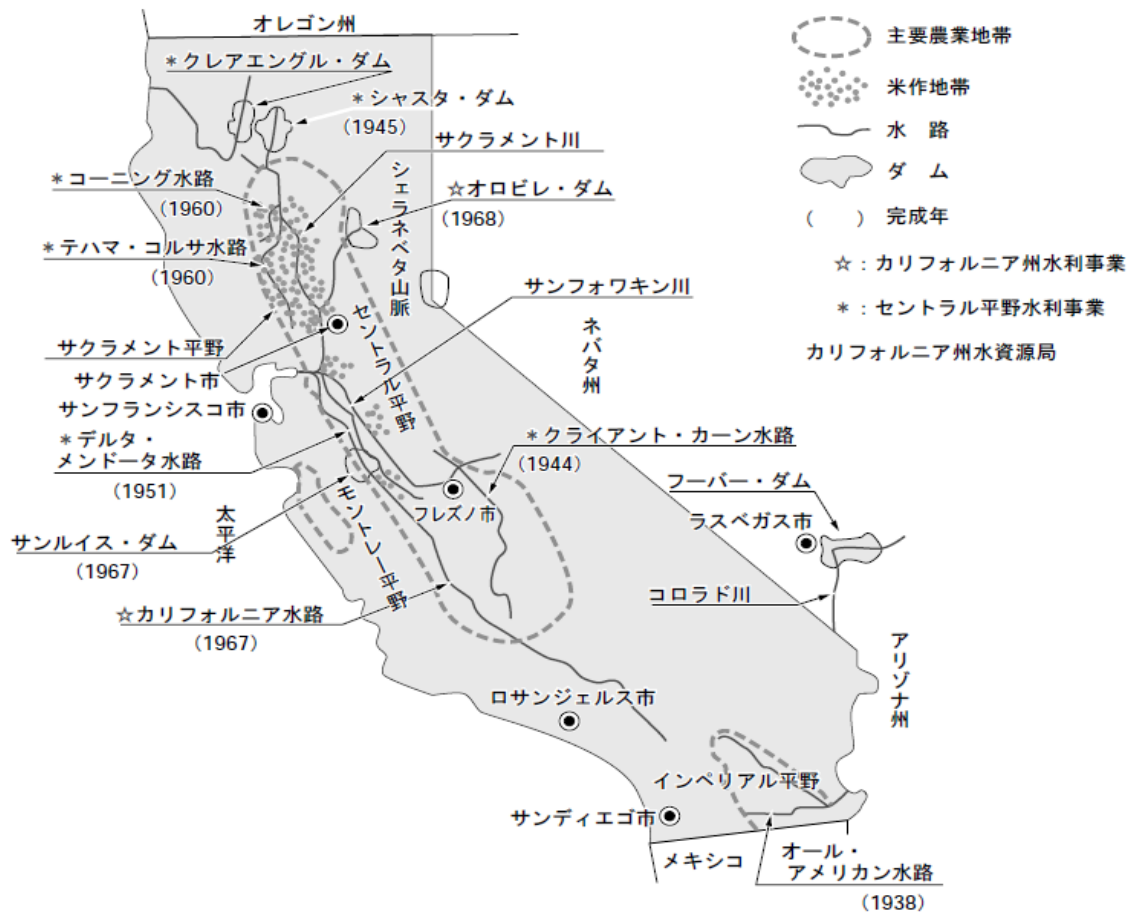 オレゴン州
＊クレアエングル・ダム
＊シャスタ・ダム
（1945）
サクラメント川
＊コーニング水路
（1960）
シェラネベタ山脈
☆オロビレ・ダム
（1968）
＊テハマ・コルサ水路
（1960）
サンフォワキン川
ネバタ州
サクラメント平野
セントラル平野
サクラメント市
サンフランシスコ市
＊デルタ・
メンドータ水路
（1951）
＊クライアント・カーン水路
（1944）
フーバー・ダム
ラスベガス市
フレズノ市
太平洋
モントレー平野
サンルイス・ダム
（1967）
コロラド川
☆カリフォルニア水路
（1967）
アリゾナ州
ロサンジェルス市
インペリアル平野
サンディエゴ市
メキシコ
オール・
アメリカン水路
（1938）
主要農業地帯
米作地帯
水　路
ダ　ム
（　　）完成年
☆：カリフォルニア州水利事業
＊：セントラル平野水利事業
カリフォルニア州水資源局